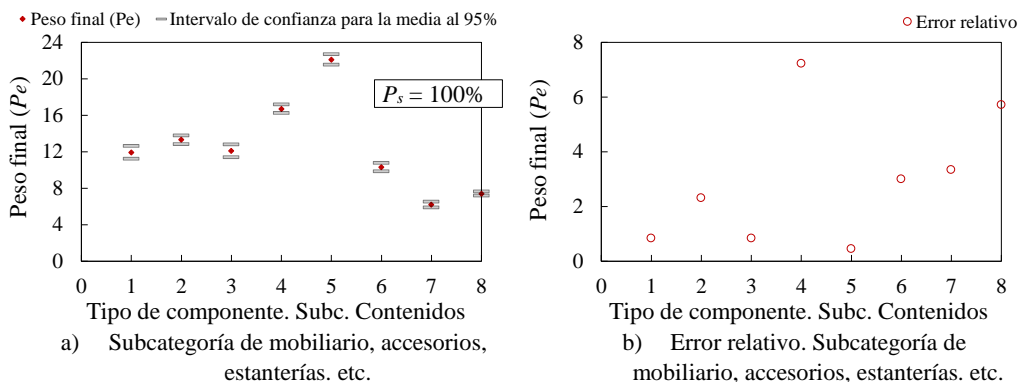 Peso final (Pe) Intervalo de confianza para la media al 95%
24
20
16
12
8
4
0
0 1 2 3 4 5 6 7 8
Peso final (Pe)
Ps = 100%
Tipo de componente. Subc. Contenidos
a) Subcategoría de mobiliario, accesorios,
estanterías. etc.
Error relativo
8
6
4
2
0
0 1 2 3 4 5 6 7 8
Peso final (Pe)
Tipo de componente. Subc. Contenidos
b) Error relativo. Subcategoría de
mobiliario, accesorios, estanterías. etc.